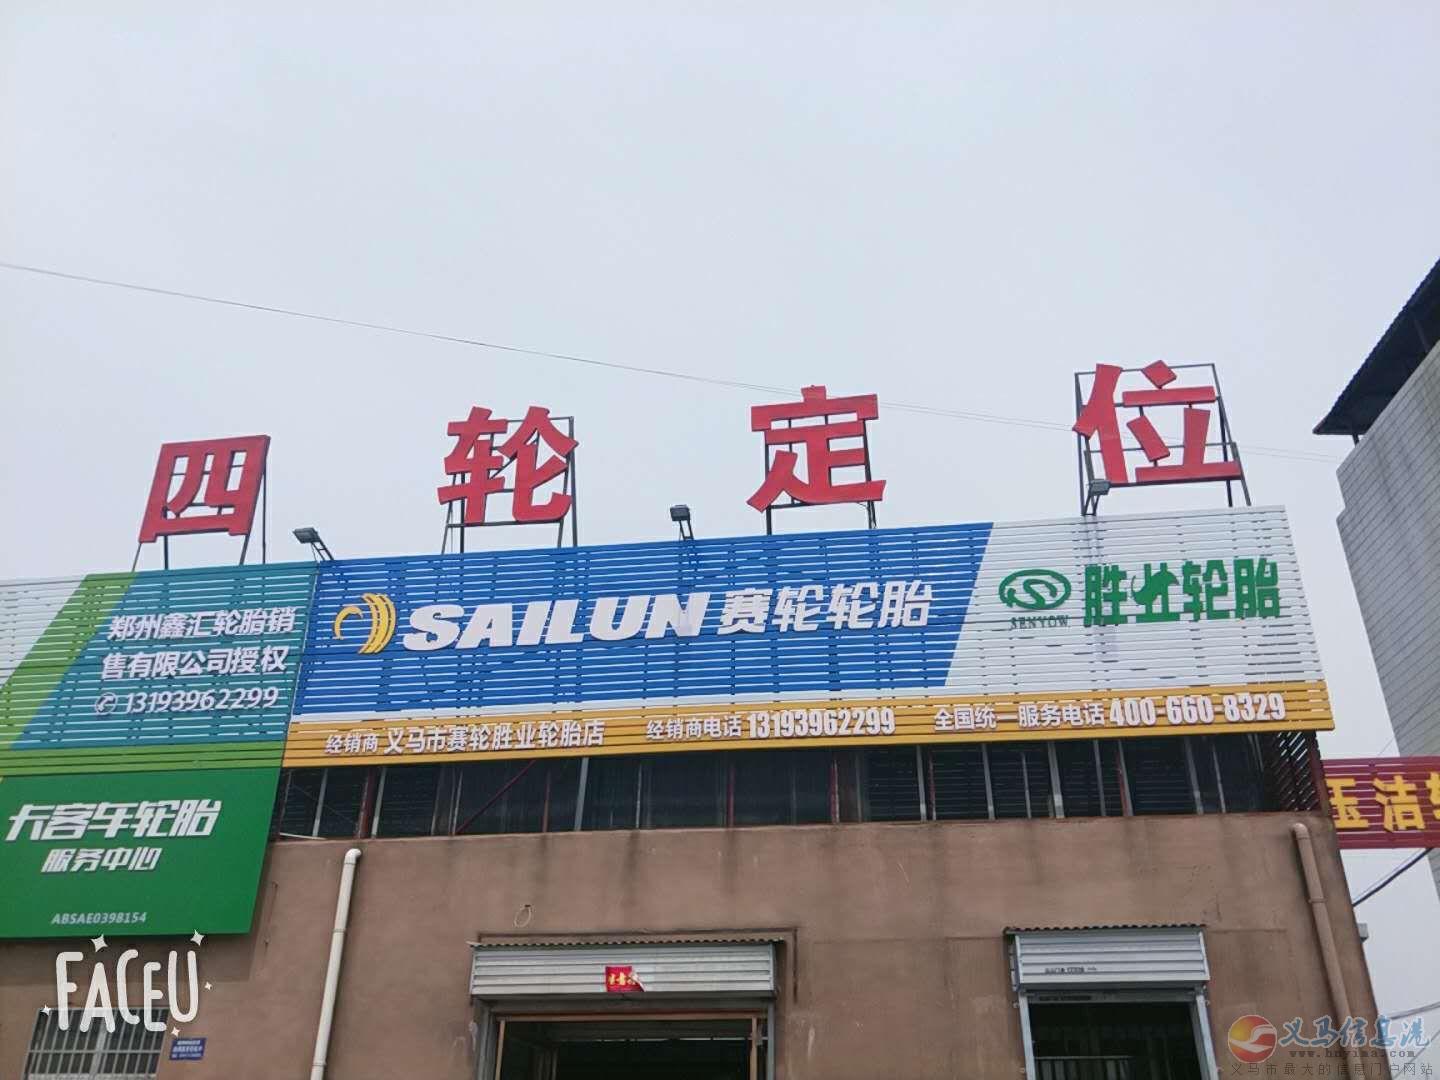 四轮定位
郑州鑫汇轮胎销
售有限公司授权
13193962299
SAILUN 赛轮轮胎
SENYOW
胜业轮胎
经销商 义马市赛轮胜业轮胎店 经销商电话 13193962299 全国统一服务电话 400-660-8329
卡客车轮胎
服务中心
ABSAE0398154
玉洁
FACEU
义马信息港
www.hnyima.com
义马市最大的信息门户网站